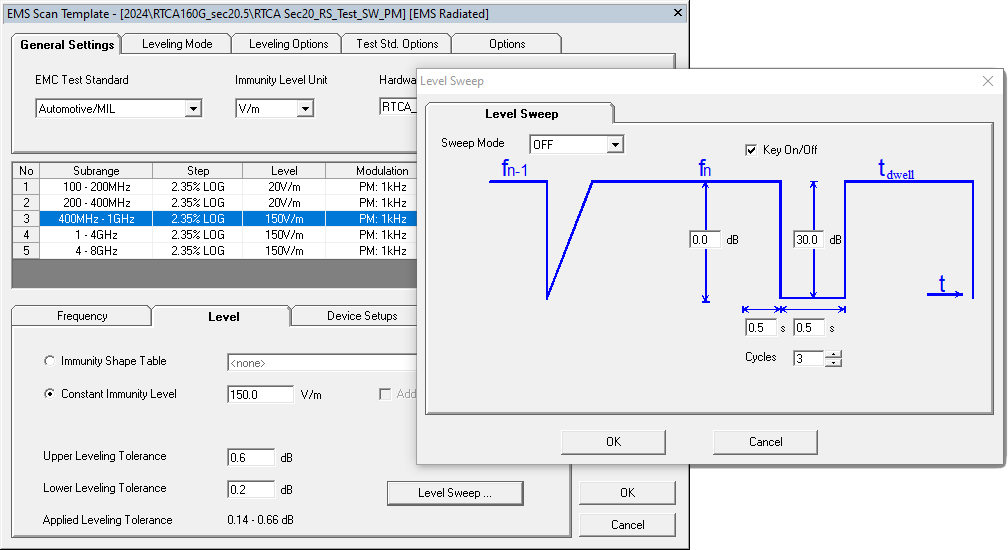 EMS Scan Template - [2024\RTCA160G_sec20.5\RTCA Sec20_RS_Test_SW_PM] [EMS Radiated]
General Settings Leveling Mode Leveling Options Test Std. Options Options
EMC Test Standard Immunity Level Unit Hardwa
Automotive/MIL V/m RTCA_
No Subrange Step Level Modulation
1 100 - 200MHz 2.35% LOG 20V/m PM: 1kHz
2 200 - 400MHz 2.35% LOG 20V/m PM: 1kHz
3 400MHz - 1GHz 2.35% LOG 150V/m PM: 1kHz
4 1 - 4GHz 2.35% LOG 150V/m PM: 1kHz
5 4 - 8GHz 2.35% LOG 150V/m PM: 1kHz
Frequency Level Device Setups
Immunity Shape Table <none>
Constant Immunity Level 150.0 V/m Add
Upper Leveling Tolerance 0.6 dB
Lower Leveling Tolerance 0.2 dB
Level Sweep ...
Applied Leveling Tolerance 0.14 - 0.66 dB
OK
Cancel
Level Sweep
Level Sweep
Sweep Mode OFF Key On/Off
fn-1 fn tdwell
0.0 dB 30.0 dB
t
0.5 s 0.5 s
Cycles 3
OK Cancel